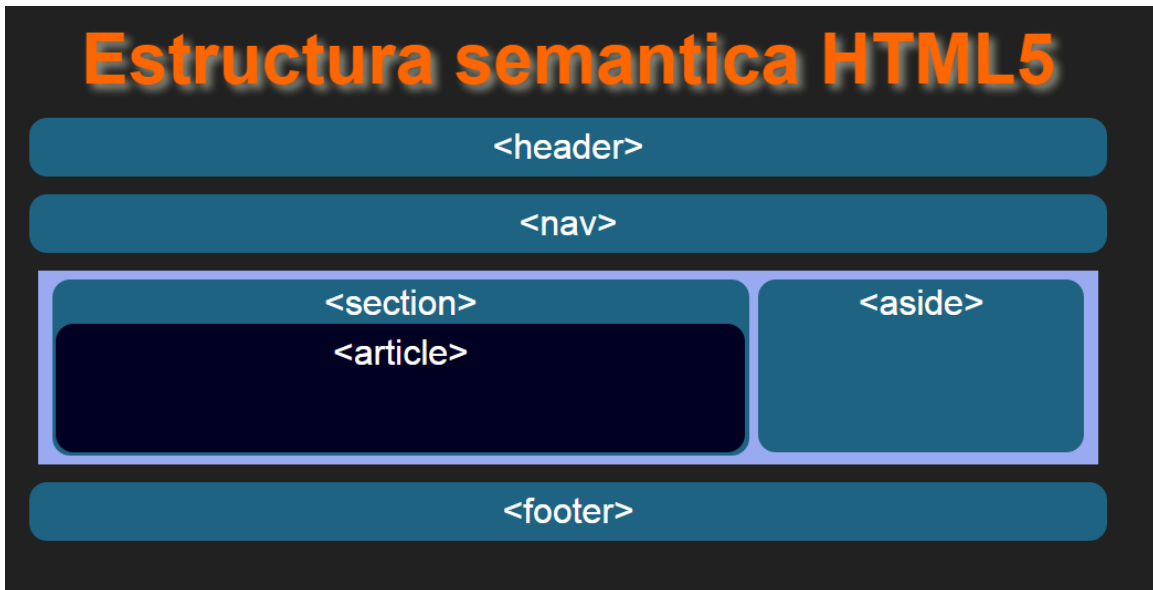 Estructura semantica HTML5
<header>
<nav>
<section>
<aside>
<article>
<footer>